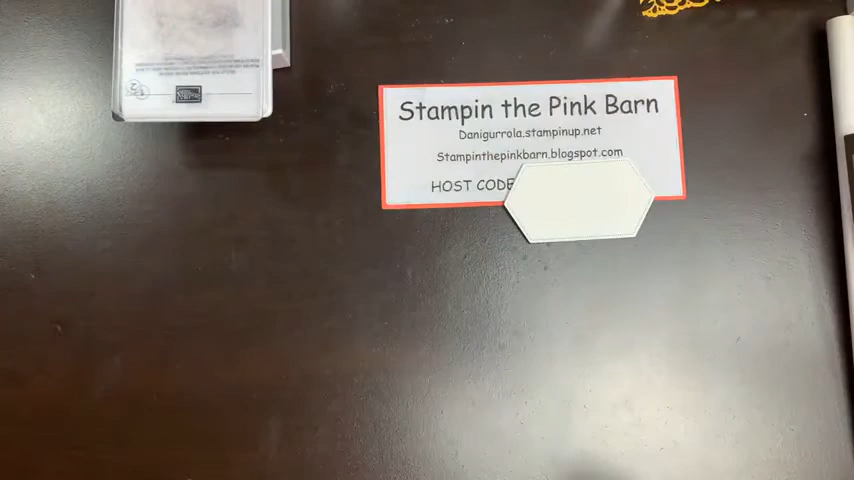 Stampin the Pink Barn
Danigurrola.stampinup.net
Stampinthepinkbarn.blogspot.com
HOST CODE